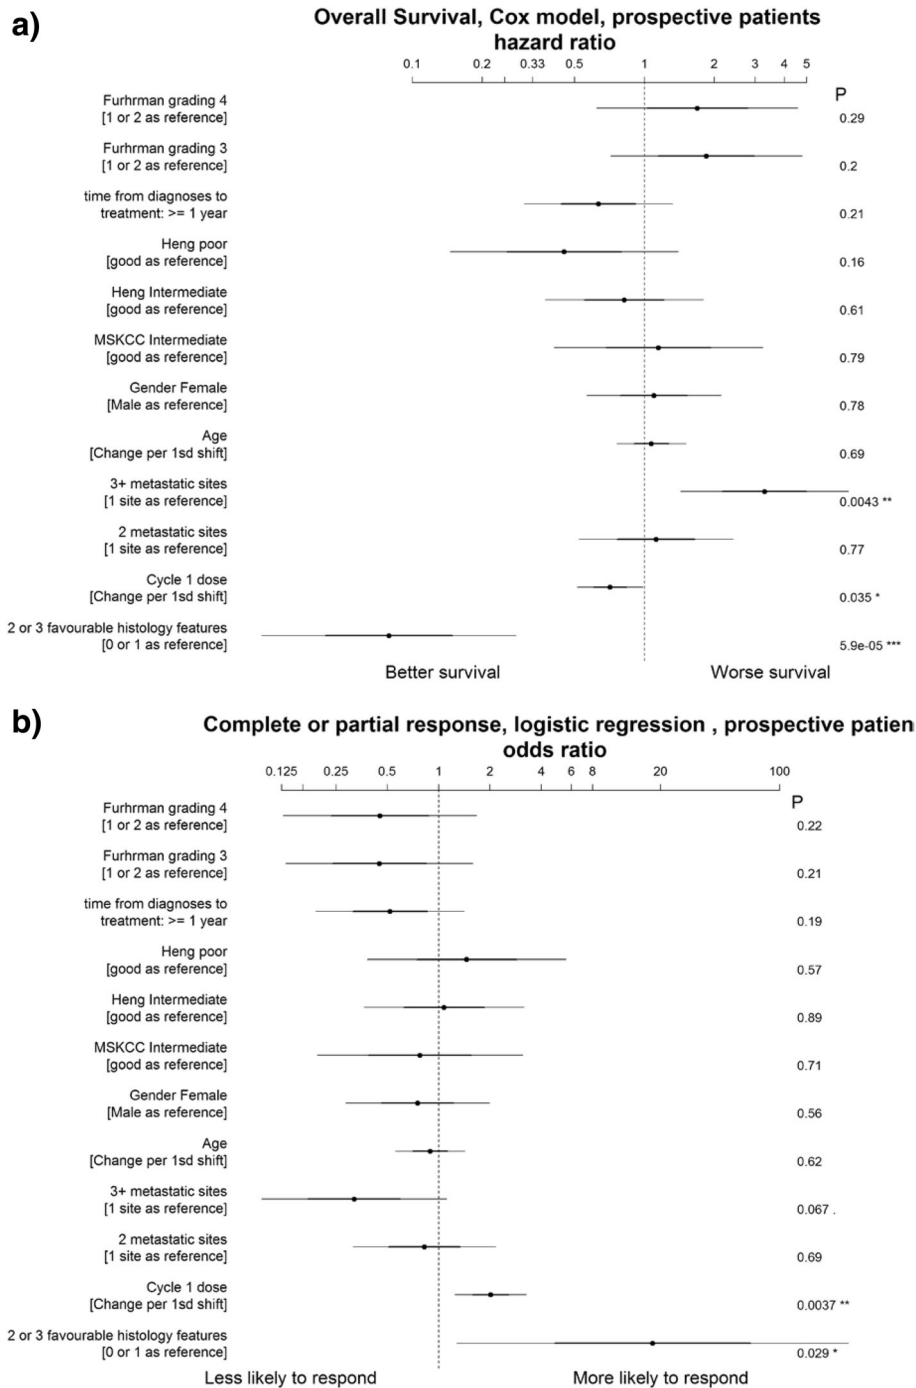 a)
Overall Survival, Cox model, prospective patients
hazard ratio
0.1 0.2 0.33 0.5 1 2 3 4 5
P
Furhrman grading 4
[1 or 2 as reference]
0.29
Furhrman grading 3
[1 or 2 as reference]
0.2
time from diagnoses to
treatment: >= 1 year
0.21
Heng poor
[good as reference]
0.16
Heng Intermediate
[good as reference]
0.61
MSKCC Intermediate
[good as reference]
0.79
Gender Female
[Male as reference]
0.78
Age
[Change per 1sd shift]
0.69
3+ metastatic sites
[1 site as reference]
0.0043 **
2 metastatic sites
[1 site as reference]
0.77
Cycle 1 dose
[Change per 1sd shift]
0.035 *
2 or 3 favourable histology features
[0 or 1 as reference]
5.9e-05 ***
Better survival Worse survival
b)
Complete or partial response, logistic regression , prospective patien
odds ratio
0.125 0.25 0.5 1 2 4 6 8 20 100
P
Furhrman grading 4
[1 or 2 as reference]
0.22
Furhrman grading 3
[1 or 2 as reference]
0.21
time from diagnoses to
treatment: >= 1 year
0.19
Heng poor
[good as reference]
0.57
Heng Intermediate
[good as reference]
0.89
MSKCC Intermediate
[good as reference]
0.71
Gender Female
[Male as reference]
0.56
Age
[Change per 1sd shift]
0.62
3+ metastatic sites
[1 site as reference]
0.067 .
2 metastatic sites
[1 site as reference]
0.69
Cycle 1 dose
[Change per 1sd shift]
0.0037 **
2 or 3 favourable histology features
[0 or 1 as reference]
0.029 *
Less likely to respond More likely to respond